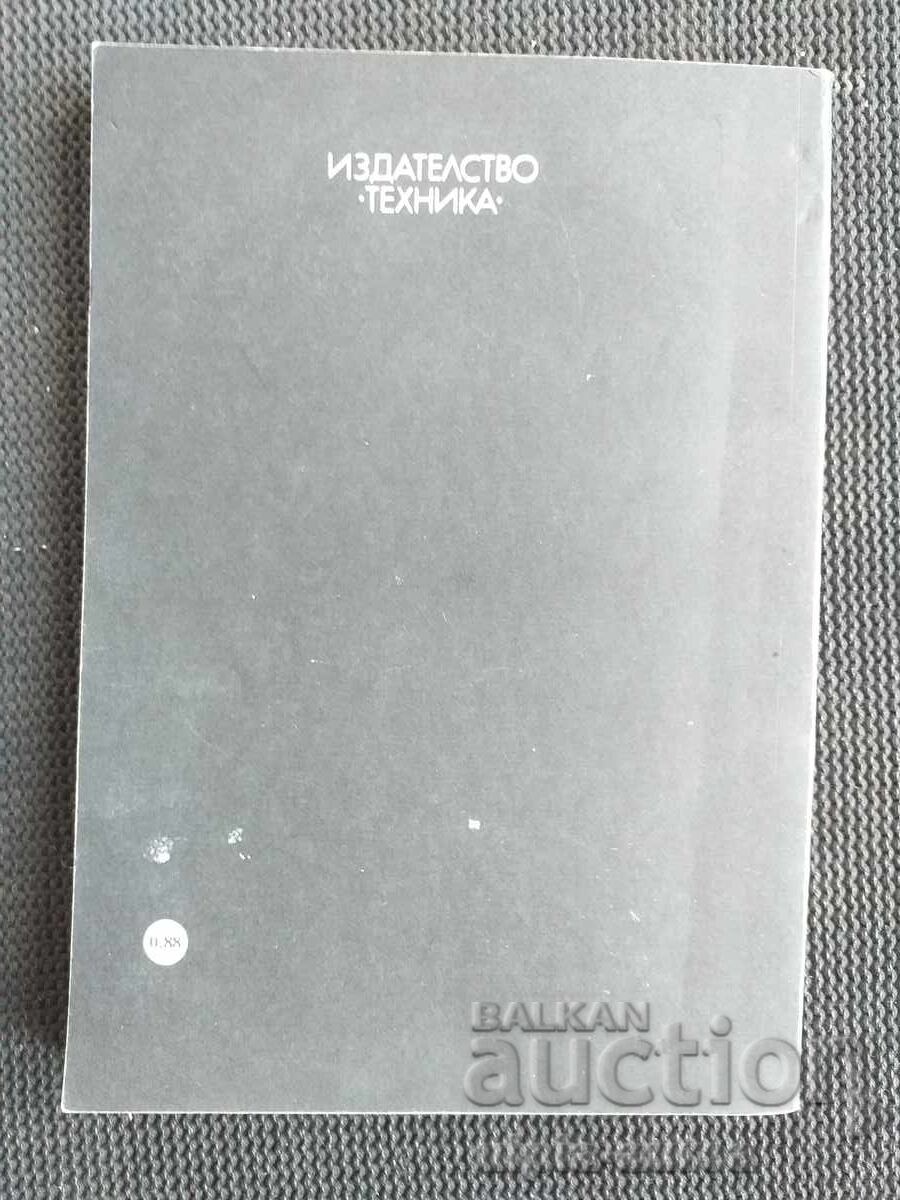 ИЗДАТЕЛСТВО
·ТЕХНИКА·
0.88
BALKAN
auctio